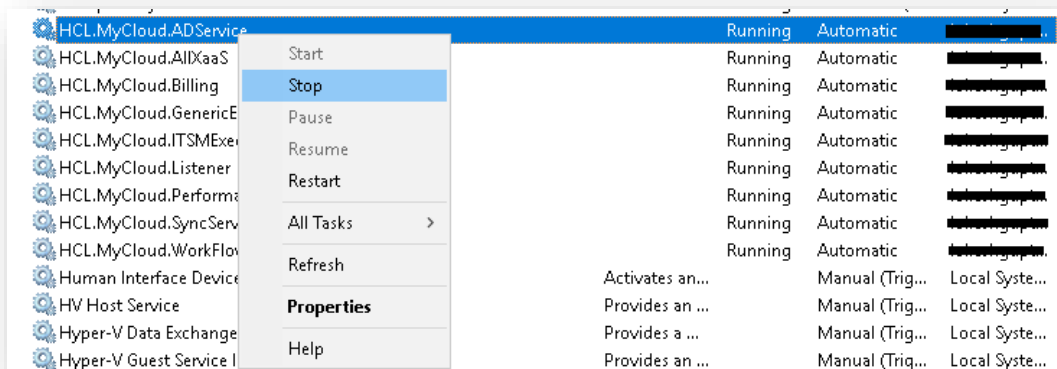 HCL.MyCloud.ADService Running Automatic
HCL.MyCloud.AllXaaS Running Automatic
HCL.MyCloud.Billing Running Automatic
HCL.MyCloud.GenericE Running Automatic
HCL.MyCloud.ITSMExe Running Automatic
HCL.MyCloud.Listener Running Automatic
HCL.MyCloud.Performa Running Automatic
HCL.MyCloud.SyncServ Running Automatic
HCL.MyCloud.WorkFlo Running Automatic
Human Interface Device Activates an... Manual (Trig... Local Syste...
HV Host Service Provides an ... Manual (Trig... Local Syste...
Hyper-V Data Exchange Provides a ... Manual (Trig... Local Syste...
Hyper-V Guest Service I Provides an ... Manual (Trig... Local Syste...
Start
Stop
Pause
Resume
Restart
All Tasks
Refresh
Properties
Help